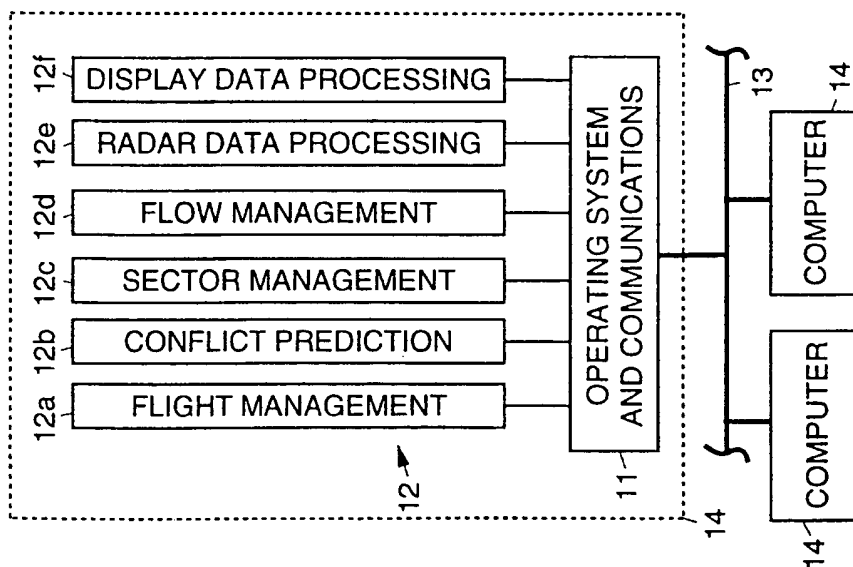 12f
DISPLAY DATA PROCESSING
12e
RADAR DATA PROCESSING
12d
FLOW MANAGEMENT
12c
SECTOR MANAGEMENT
12b
CONFLICT PREDICTION
12a
FLIGHT MANAGEMENT
12
OPERATING SYSTEM
AND COMMUNICATIONS
11
14
13
COMPUTER
14
COMPUTER
14